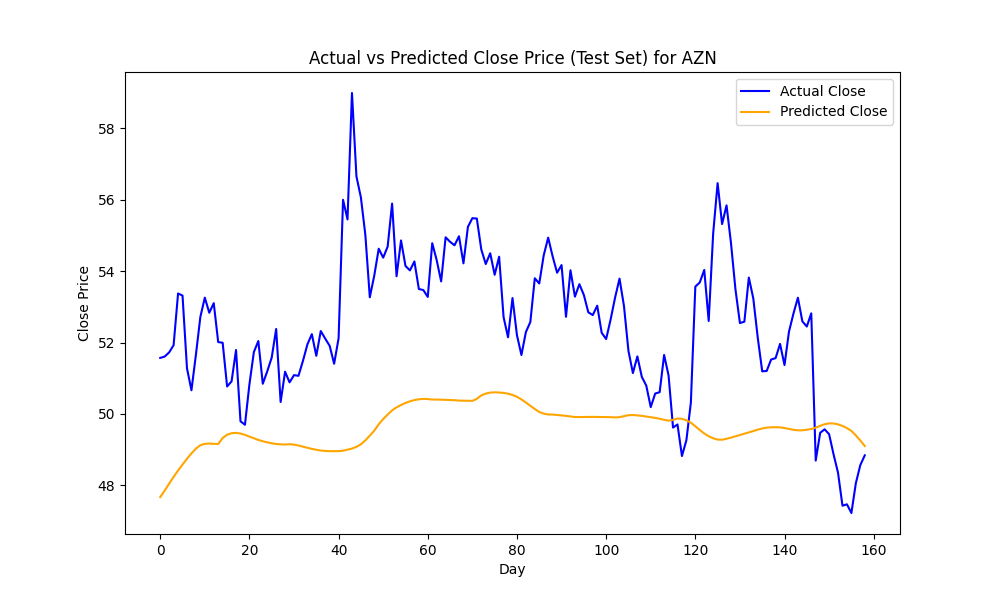 Actual vs Predicted Close Price (Test Set) for AZN
Actual Close
Predicted Close
Close Price
58
56
54
52
50
48
0 20 40 60 80 100 120 140 160
Day